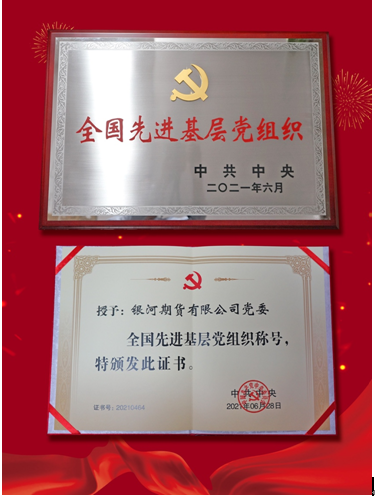 全国先进基层党组织
中共中央
二〇二一年六月
授予：银河期货有限公司党委
全国先进基层党组织称号，
特颁发此证书。
中共中央
2021年06月28日
证书号：20210464